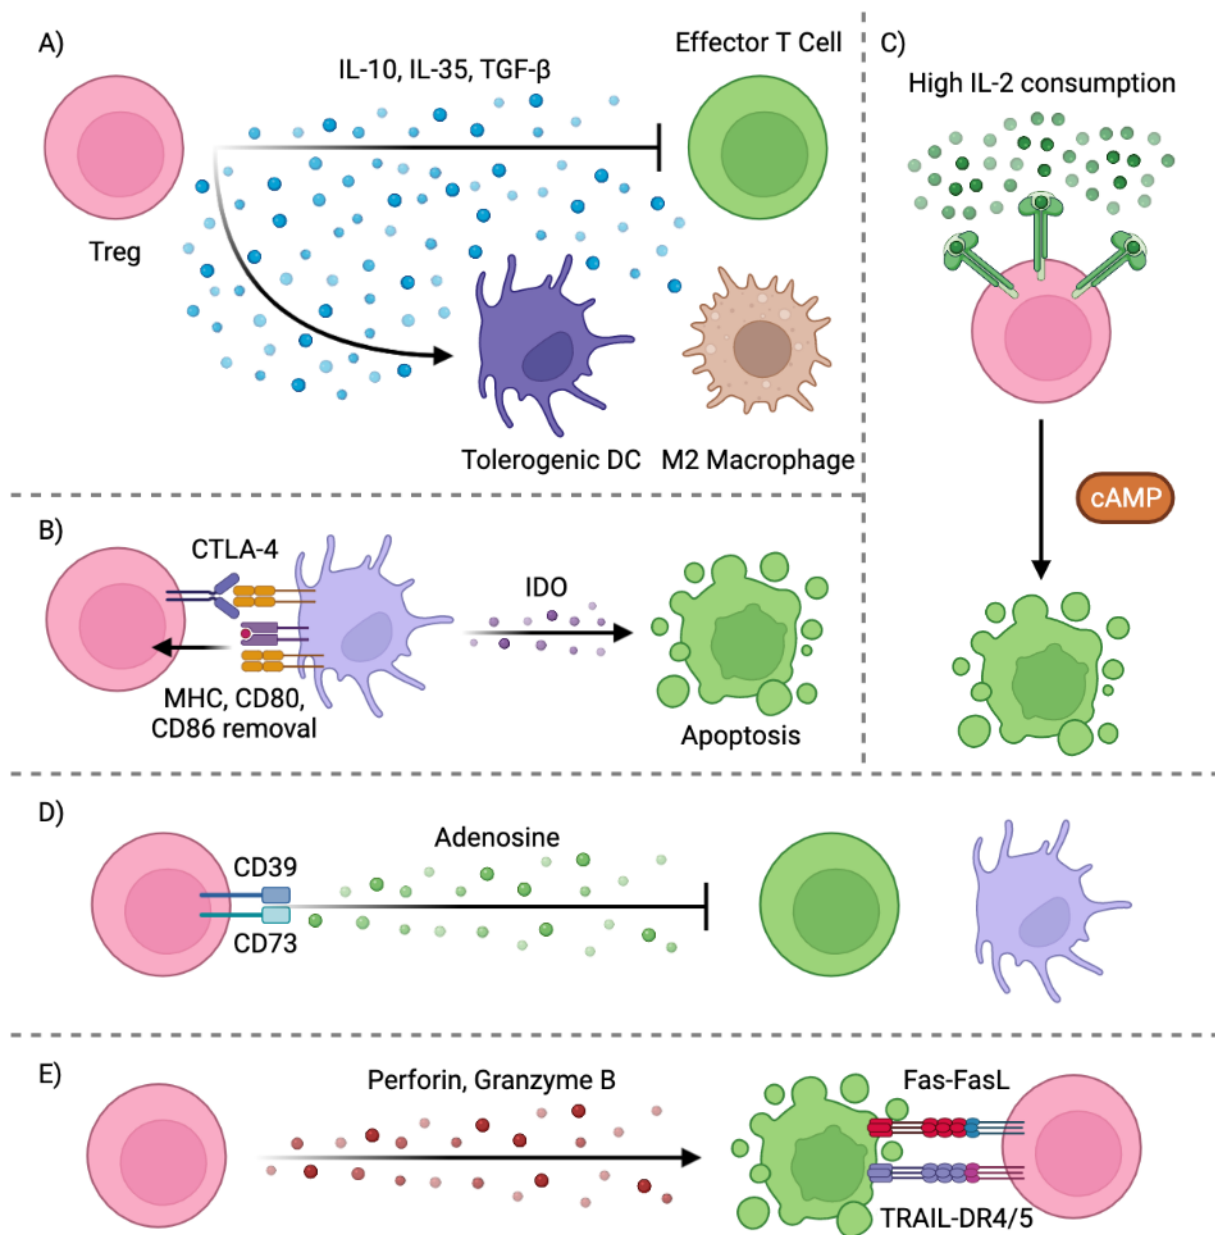 A)
IL-10, IL-35, TGF-β
Effector T Cell
Treg
Tolerogenic DC
M2 Macrophage
C)
High IL-2 consumption
cAMP
B)
CTLA-4
MHC, CD80,
CD86 removal
IDO
Apoptosis
D)
CD39
CD73
Adenosine
E)
Perforin, Granzyme B
Fas-FasL
TRAIL-DR4/5